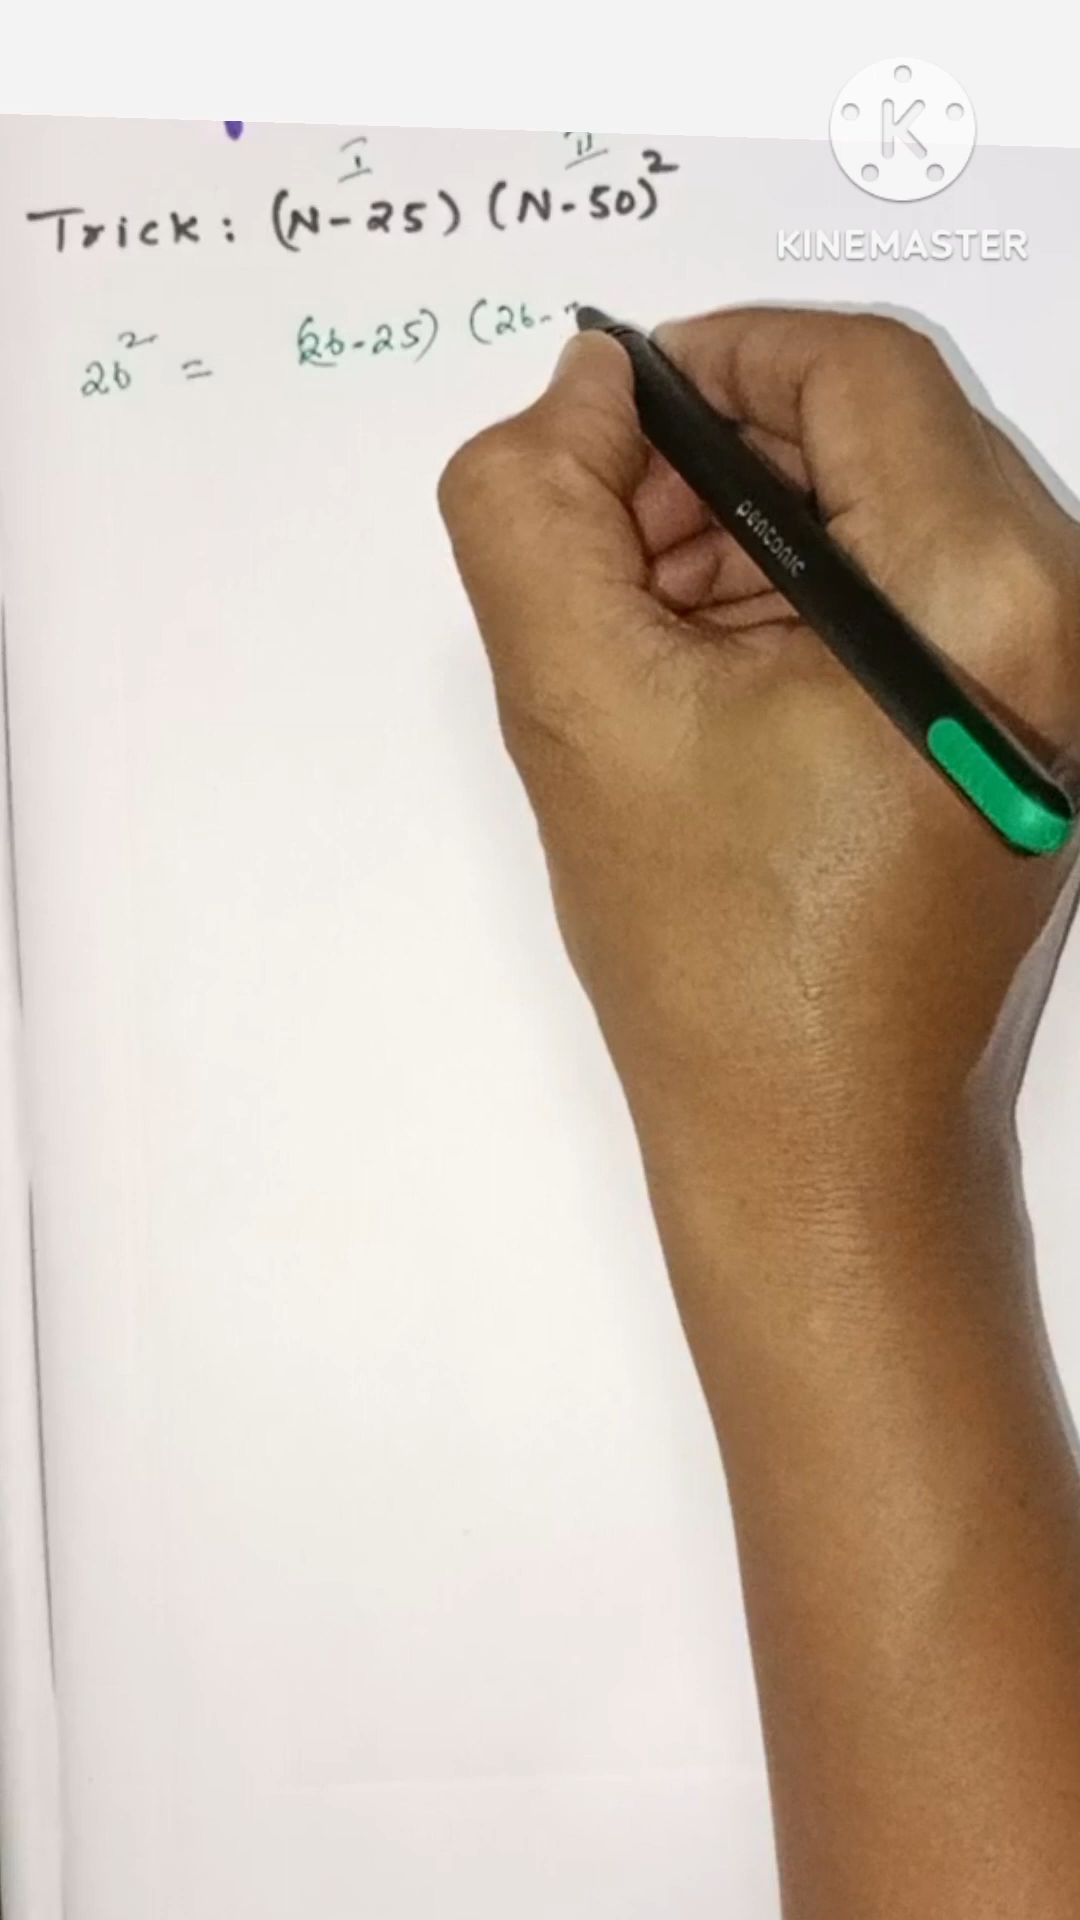 KINEMASTER
I II
Trick: (N-25) (N-50)²
26² = (26-25) (26-
pentonic